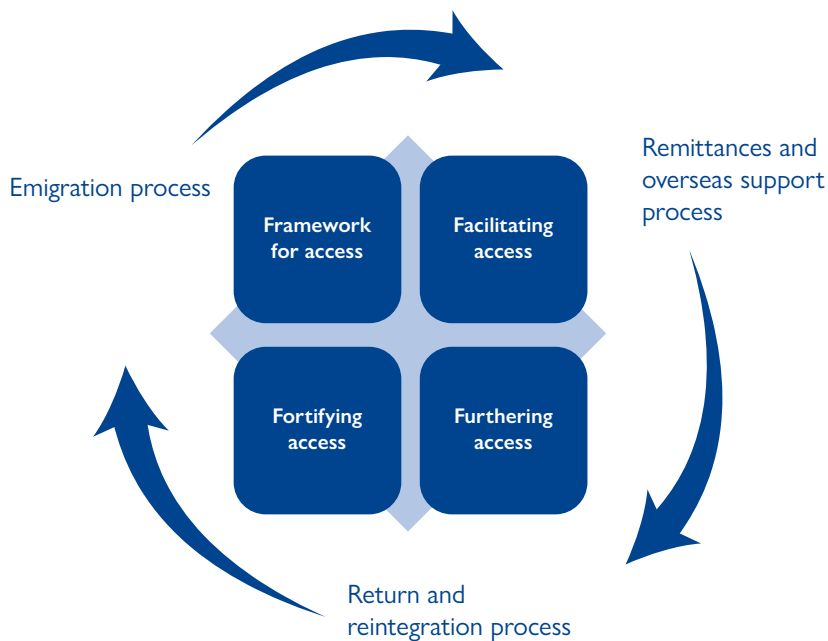 Emigration process
Remittances and
overseas support
process
Framework
for access
Facilitating
access
Fortifying
access
Furthering
access
Return and
reintegration process